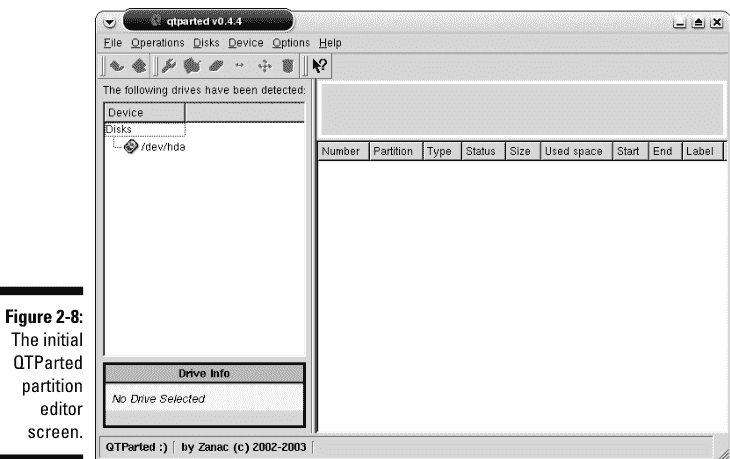 qtparted v0.4.4
File Operations Disks Device Options Help
The following drives have been detected:
Device
Disks
/dev/hda
Number Partition Type Status Size Used space Start End Label
Drive Info
No Drive Selected
QTParted :) by Zanac (c) 2002-2003
Figure 2-8:
The initial
QTParted
partition
editor
screen.